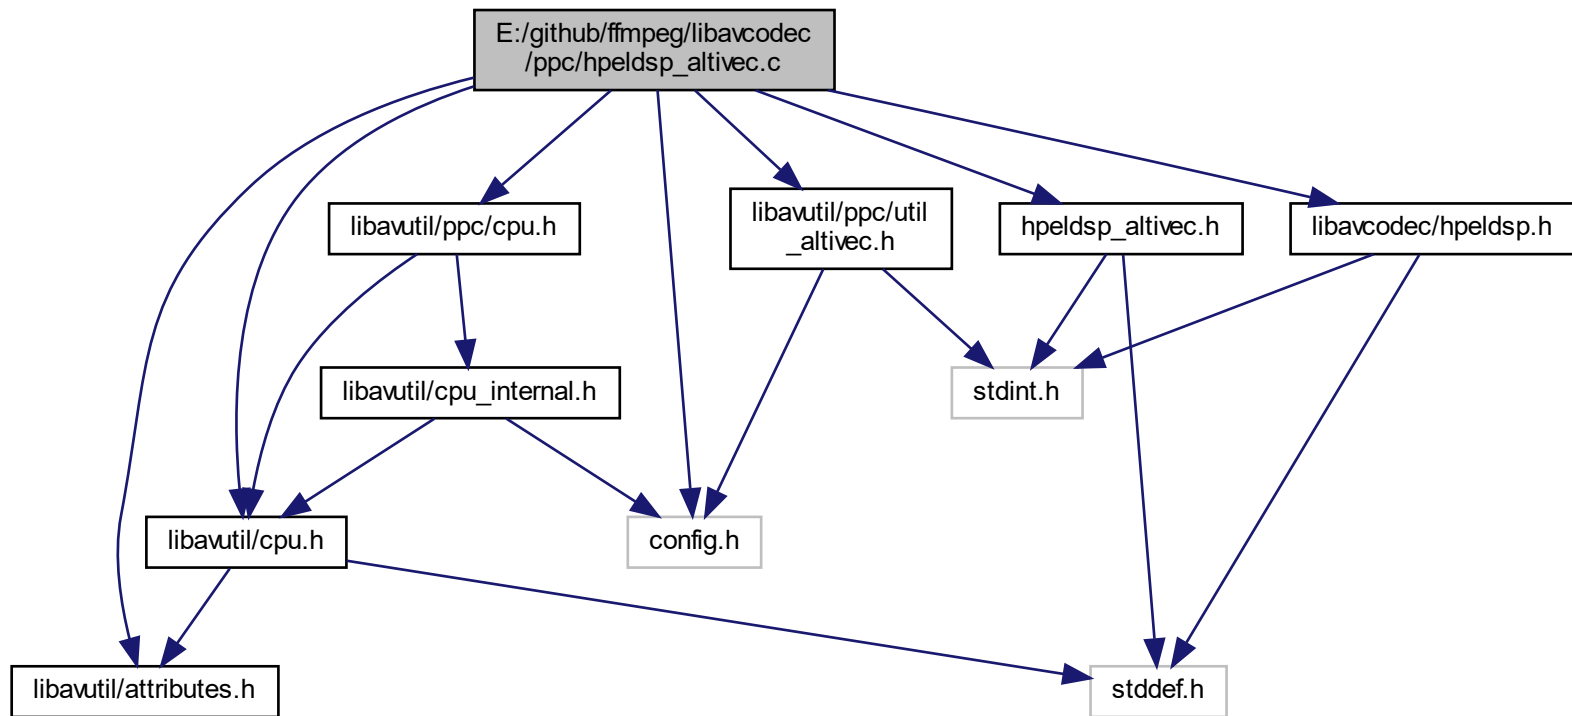 E:/github/ffmpeg/libavcodec
/ppc/hpeldsp_altivec.c
libavutil/ppc/cpu.h
libavutil/ppc/util
_altivec.h
hpeldsp_altivec.h
libavcodec/hpeldsp.h
libavutil/cpu_internal.h
stdint.h
libavutil/cpu.h
config.h
libavutil/attributes.h
stddef.h